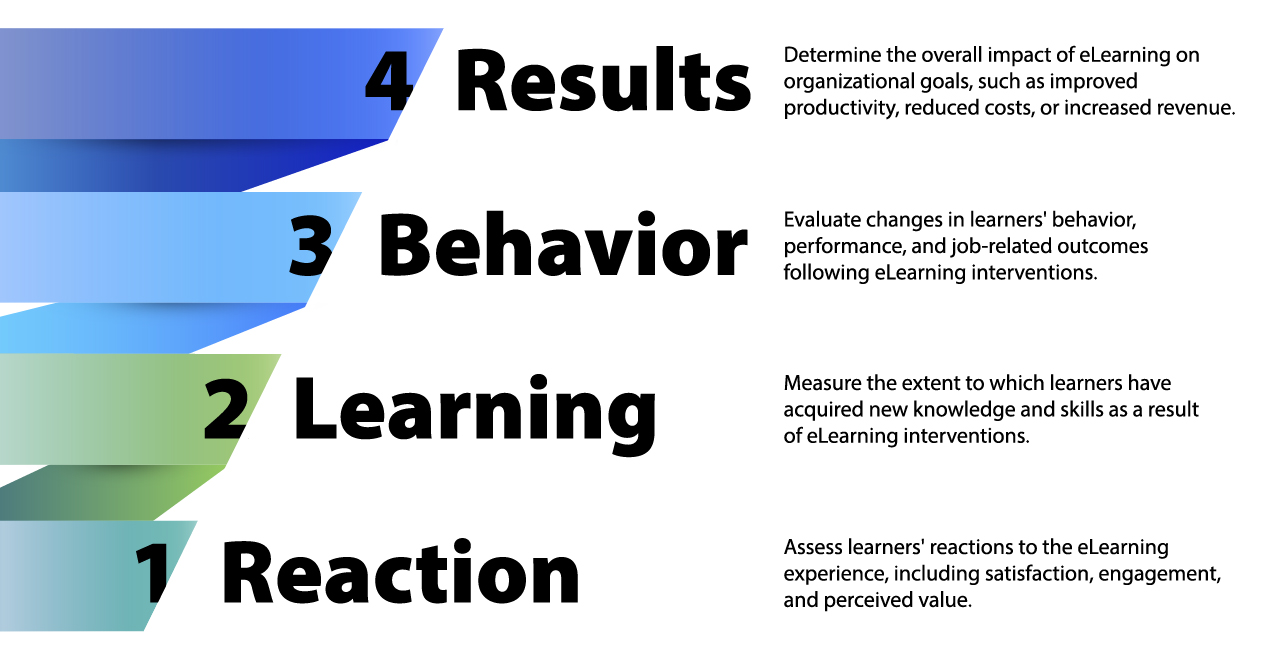 4 Results
Determine the overall impact of eLearning on
organizational goals, such as improved
productivity, reduced costs, or increased revenue.
3 Behavior
Evaluate changes in learners' behavior,
performance, and job-related outcomes
following eLearning interventions.
2 Learning
Measure the extent to which learners have
acquired new knowledge and skills as a result
of eLearning interventions.
1 Reaction
Assess learners' reactions to the eLearning
experience, including satisfaction, engagement,
and perceived value.